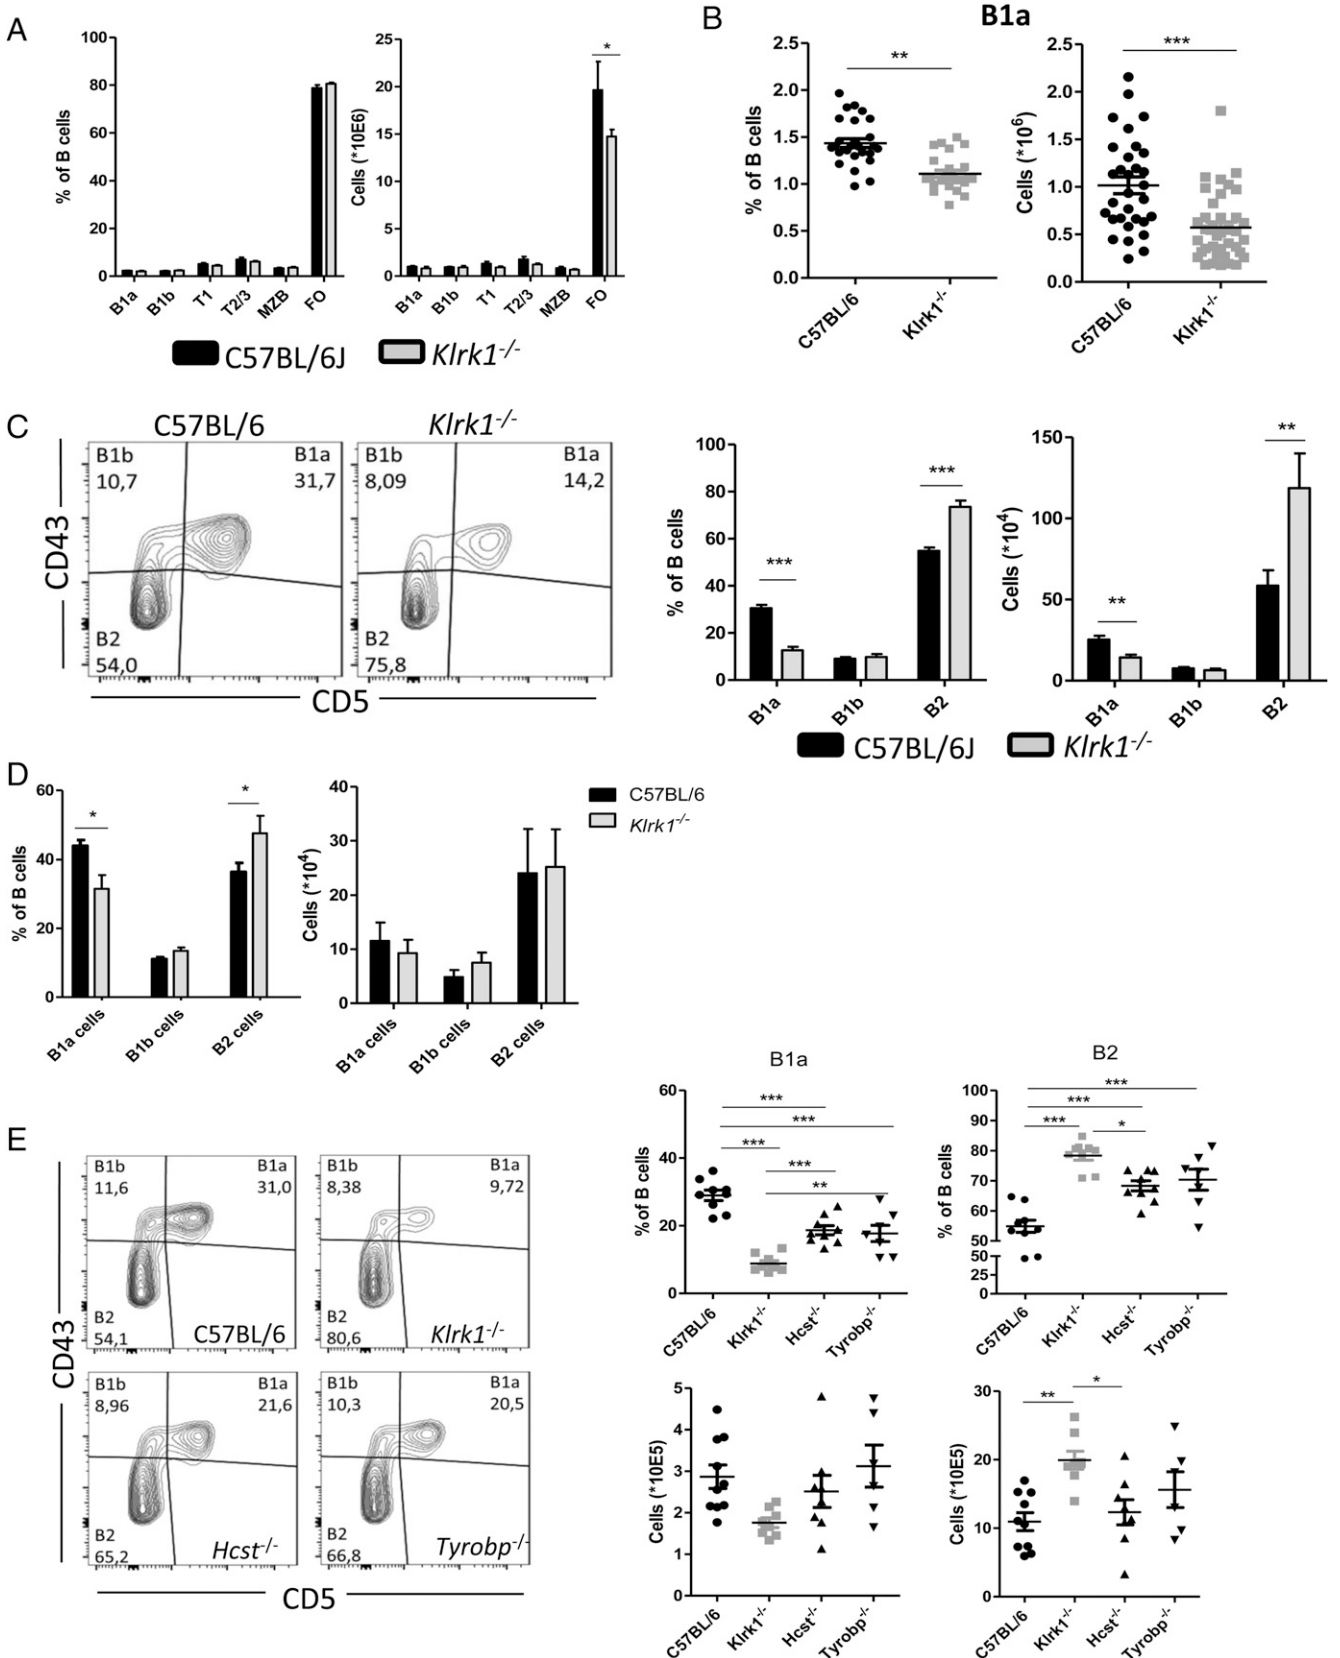 A
100
80
60
40
20
0
% of B cells
B1a
B1b
T1
T2/3
MZB
FO
25
20
15
10
5
0
Cells (*10E6)
*
B1a
B1b
T1
T2/3
MZB
FO
C57BL/6J
Klrk1-/-
B
B1a
2.5
2.0
1.5
1.0
0.5
0.0
% of B cells
**
C57BL/6
Klrk1-/-
2.5
2.0
1.5
1.0
0.5
0.0
Cells (*10⁶)
***
C57BL/6
Klrk1-/-
C
C57BL/6
Klrk1-/-
B1b
10,7
B1a
31,7
B2
54,0
B1b
8,09
B1a
14,2
B2
75,8
CD43
CD5
100
80
60
40
20
0
% of B cells
***
***
B1a
B1b
B2
150
100
50
0
Cells (*10⁴)
**
**
B1a
B1b
B2
C57BL/6J
Klrk1-/-
D
60
40
20
0
% of B cells
*
*
B1a cells
B1b cells
B2 cells
40
30
20
10
0
Cells (*10⁴)
B1a cells
B1b cells
B2 cells
C57BL/6
Klrk1-/-
E
B1b
11,6
B1a
31,0
B2
54,1
C57BL/6
B1b
8,38
B1a
9,72
B2
80,6
Klrk1-/-
B1b
8,96
B1a
21,6
B2
65,2
Hcst-/-
B1b
10,3
B1a
20,5
B2
66,8
Tyrobp-/-
CD43
CD5
B1a
60
40
20
0
% of B cells
***
***
***
***
**
C57BL/6
Klrk1-/-
Hcst-/-
Tyrobp-/-
B2
100
90
80
70
60
50
50
25
0
% of B cells
***
***
***
*
C57BL/6
Klrk1-/-
Hcst-/-
Tyrobp-/-
5
4
3
2
1
0
Cells (*10E5)
C57BL/6
Klrk1-/-
Hcst-/-
Tyrobp-/-
30
20
10
0
Cells (*10E5)
**
*
C57BL/6
Klrk1-/-
Hcst-/-
Tyrobp-/-